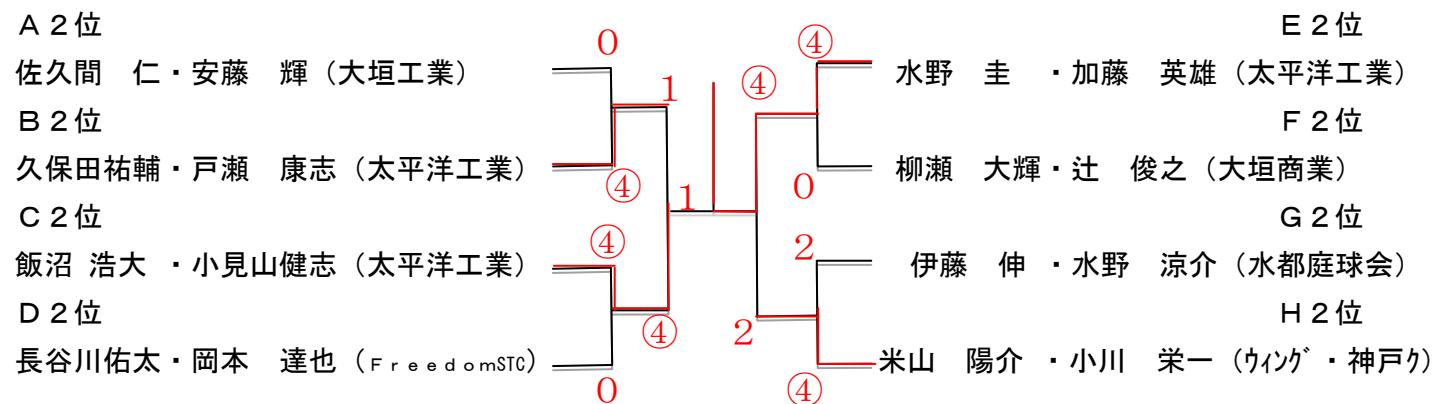 A2位
佐久間 仁・安藤 輝（大垣工業）
B2位
久保田祐輔・戸瀬 康志（太平洋工業）
C2位
飯沼 浩大 ・小見山健志（太平洋工業）
D2位
長谷川佑太・岡本 達也（FreedomSTC）
0
1
④
1
④
④
0
④
④
0
2
2
④
E2位
水野 圭 ・加藤 英雄（太平洋工業）
F2位
柳瀬 大輝・辻 俊之（大垣商業）
G2位
伊藤 伸・水野 涼介（水都庭球会）
H2位
米山 陽介 ・小川 栄一（ｳｨﾝｸﾞ・神戸ｸ）